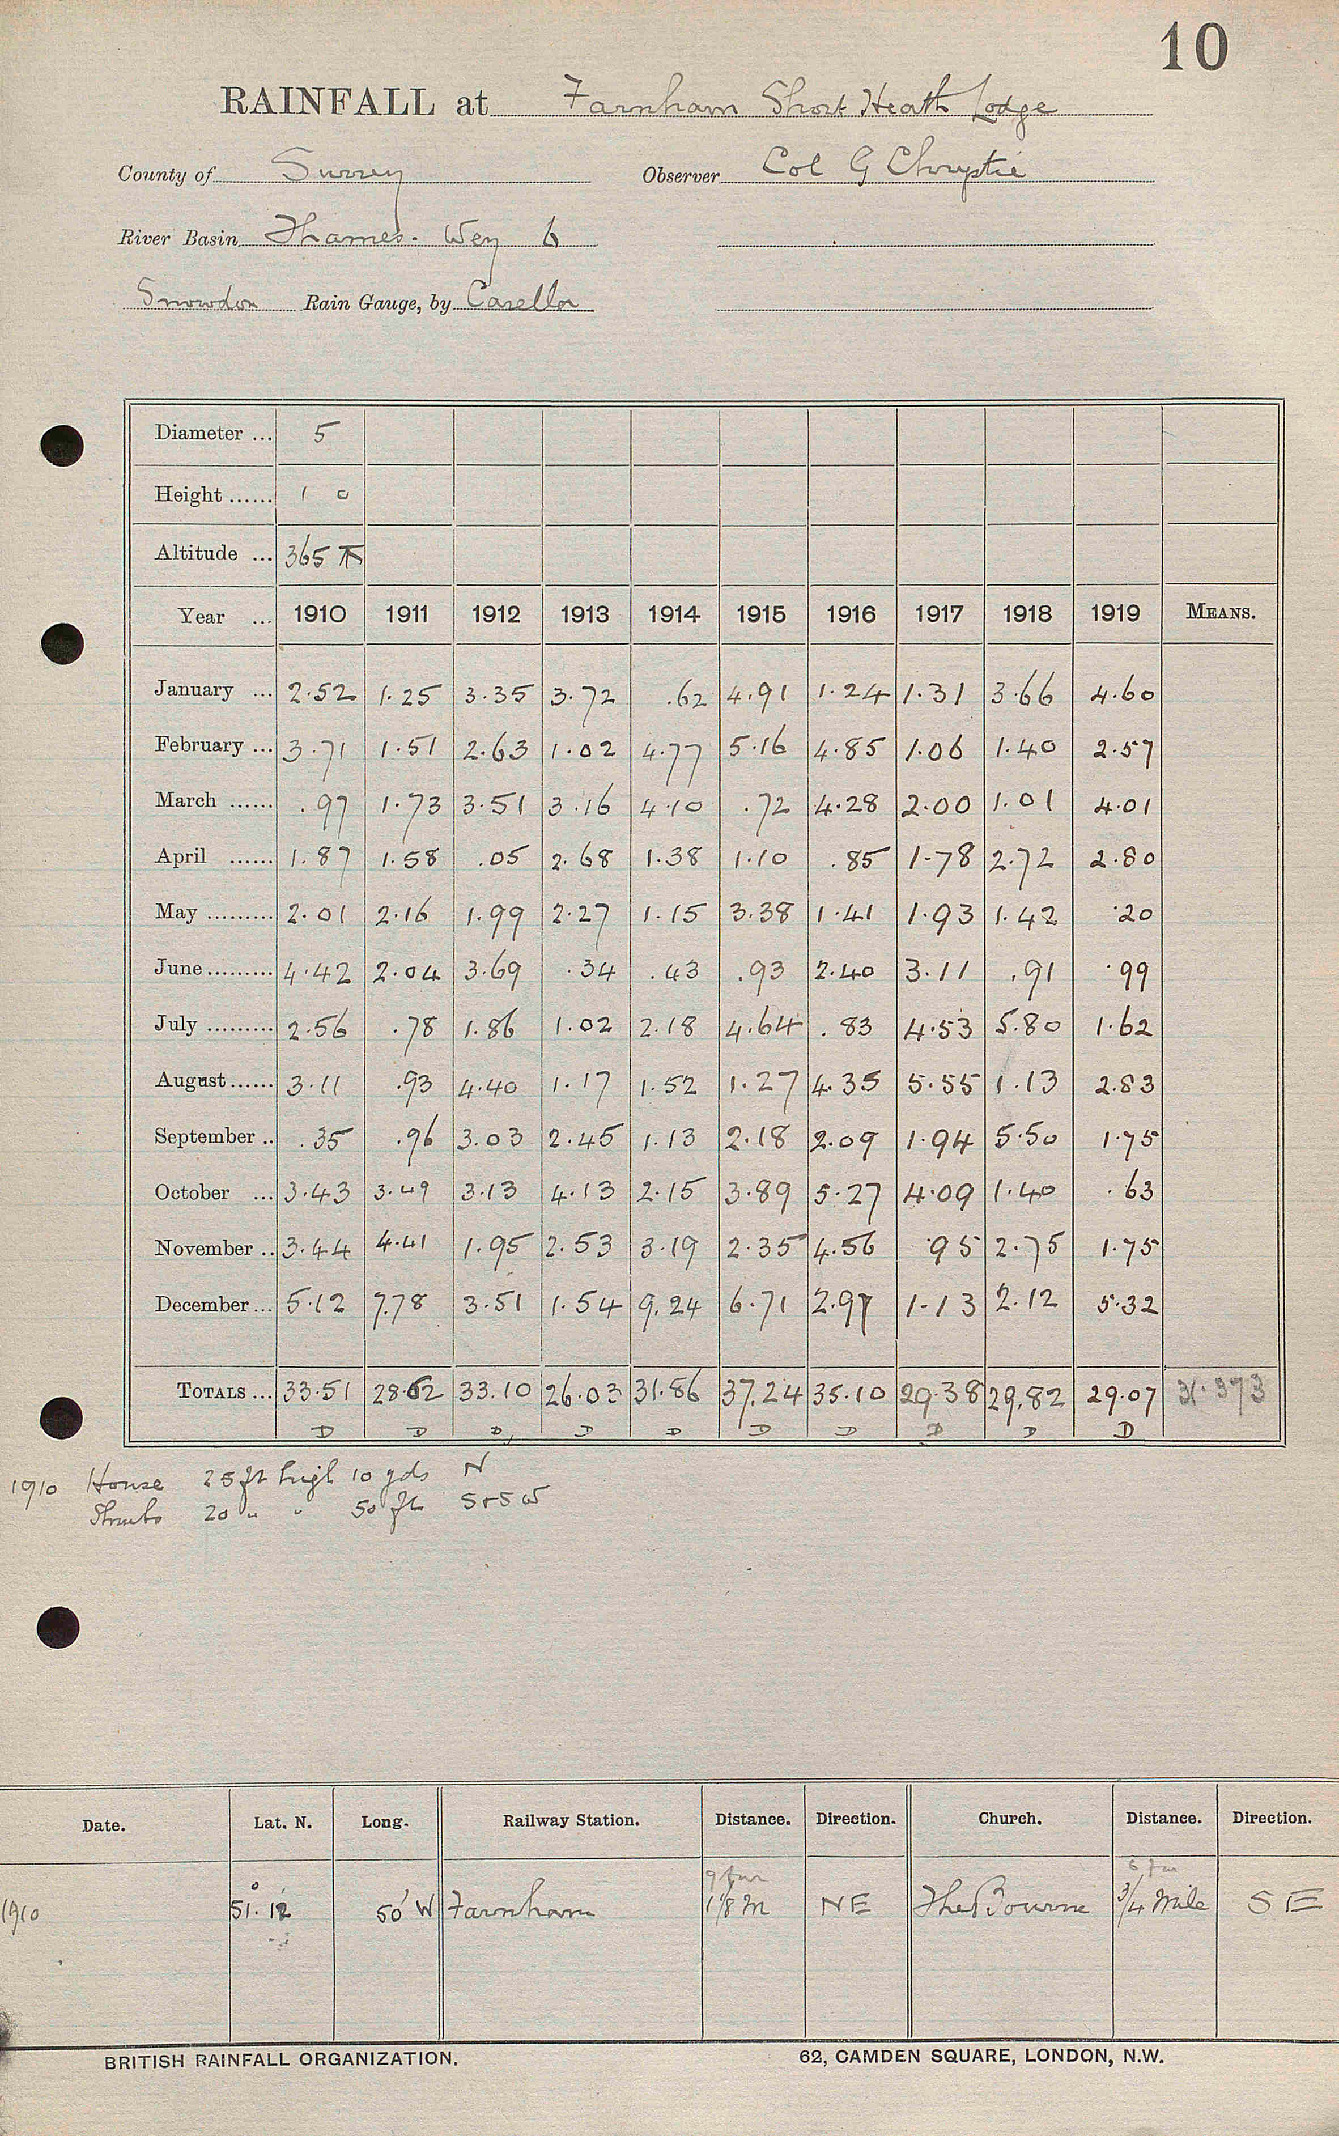 10
RAINFALL at Farnham Short Heath Lodge
County of Surrey Observer Col G Chrystie
River Basin Thames. Wey 6
Snowdon Rain Gauge, by Casella
Diameter ... 5
Height ...... 1 0
Altitude ... 365
Year ... 1910 1911 1912 1913 1914 1915 1916 1917 1918 1919 MEANS.
January ... 2.52 1.25 3.35 3.72 .62 4.91 1.24 1.31 3.66 4.60
February ... 3.71 1.51 2.63 1.02 4.77 5.16 4.85 1.06 1.40 2.57
March ...... .97 1.73 3.51 3.16 4.10 .72 4.28 2.00 1.01 4.01
April ...... 1.87 1.58 .05 2.68 1.38 1.10 .85 1.78 2.72 2.80
May ......... 2.01 2.16 1.99 2.27 1.15 3.38 1.41 1.93 1.42 .20
June ......... 4.42 2.04 3.69 .34 .43 .93 2.40 3.11 .91 .99
July ......... 2.56 .78 1.86 1.02 2.18 4.64 .83 4.53 5.80 1.62
August ...... 3.11 .93 4.40 1.17 1.52 1.27 4.35 5.55 1.13 2.83
September .. .35 .96 3.03 2.45 1.13 2.18 2.09 1.94 5.50 1.75
October ... 3.43 3.49 3.13 4.13 2.15 3.89 5.27 4.09 1.40 .63
November .. 3.44 4.41 1.95 2.53 3.19 2.35 4.56 .95 2.75 1.75
December ... 5.12 7.78 3.51 1.54 9.24 6.71 2.97 1.13 2.12 5.32
TOTALS ... 33.51 28.62 33.10 26.03 31.86 37.24 35.10 29.38 29.82 29.07 31.373
D D D D D D D D D D
1910 House 25 ft high 10 yds N
Shrubs 20 " " 50 ft S+SW
Date. Lat. N. Long. Railway Station. Distance. Direction. Church. Distance. Direction.
9 fur 6 fur
1910 51° 12' 50' W Farnham 1 1/8 m NE The Bourne 3/4 Mile SE
BRITISH RAINFALL ORGANIZATION. 62, CAMDEN SQUARE, LONDON, N.W.